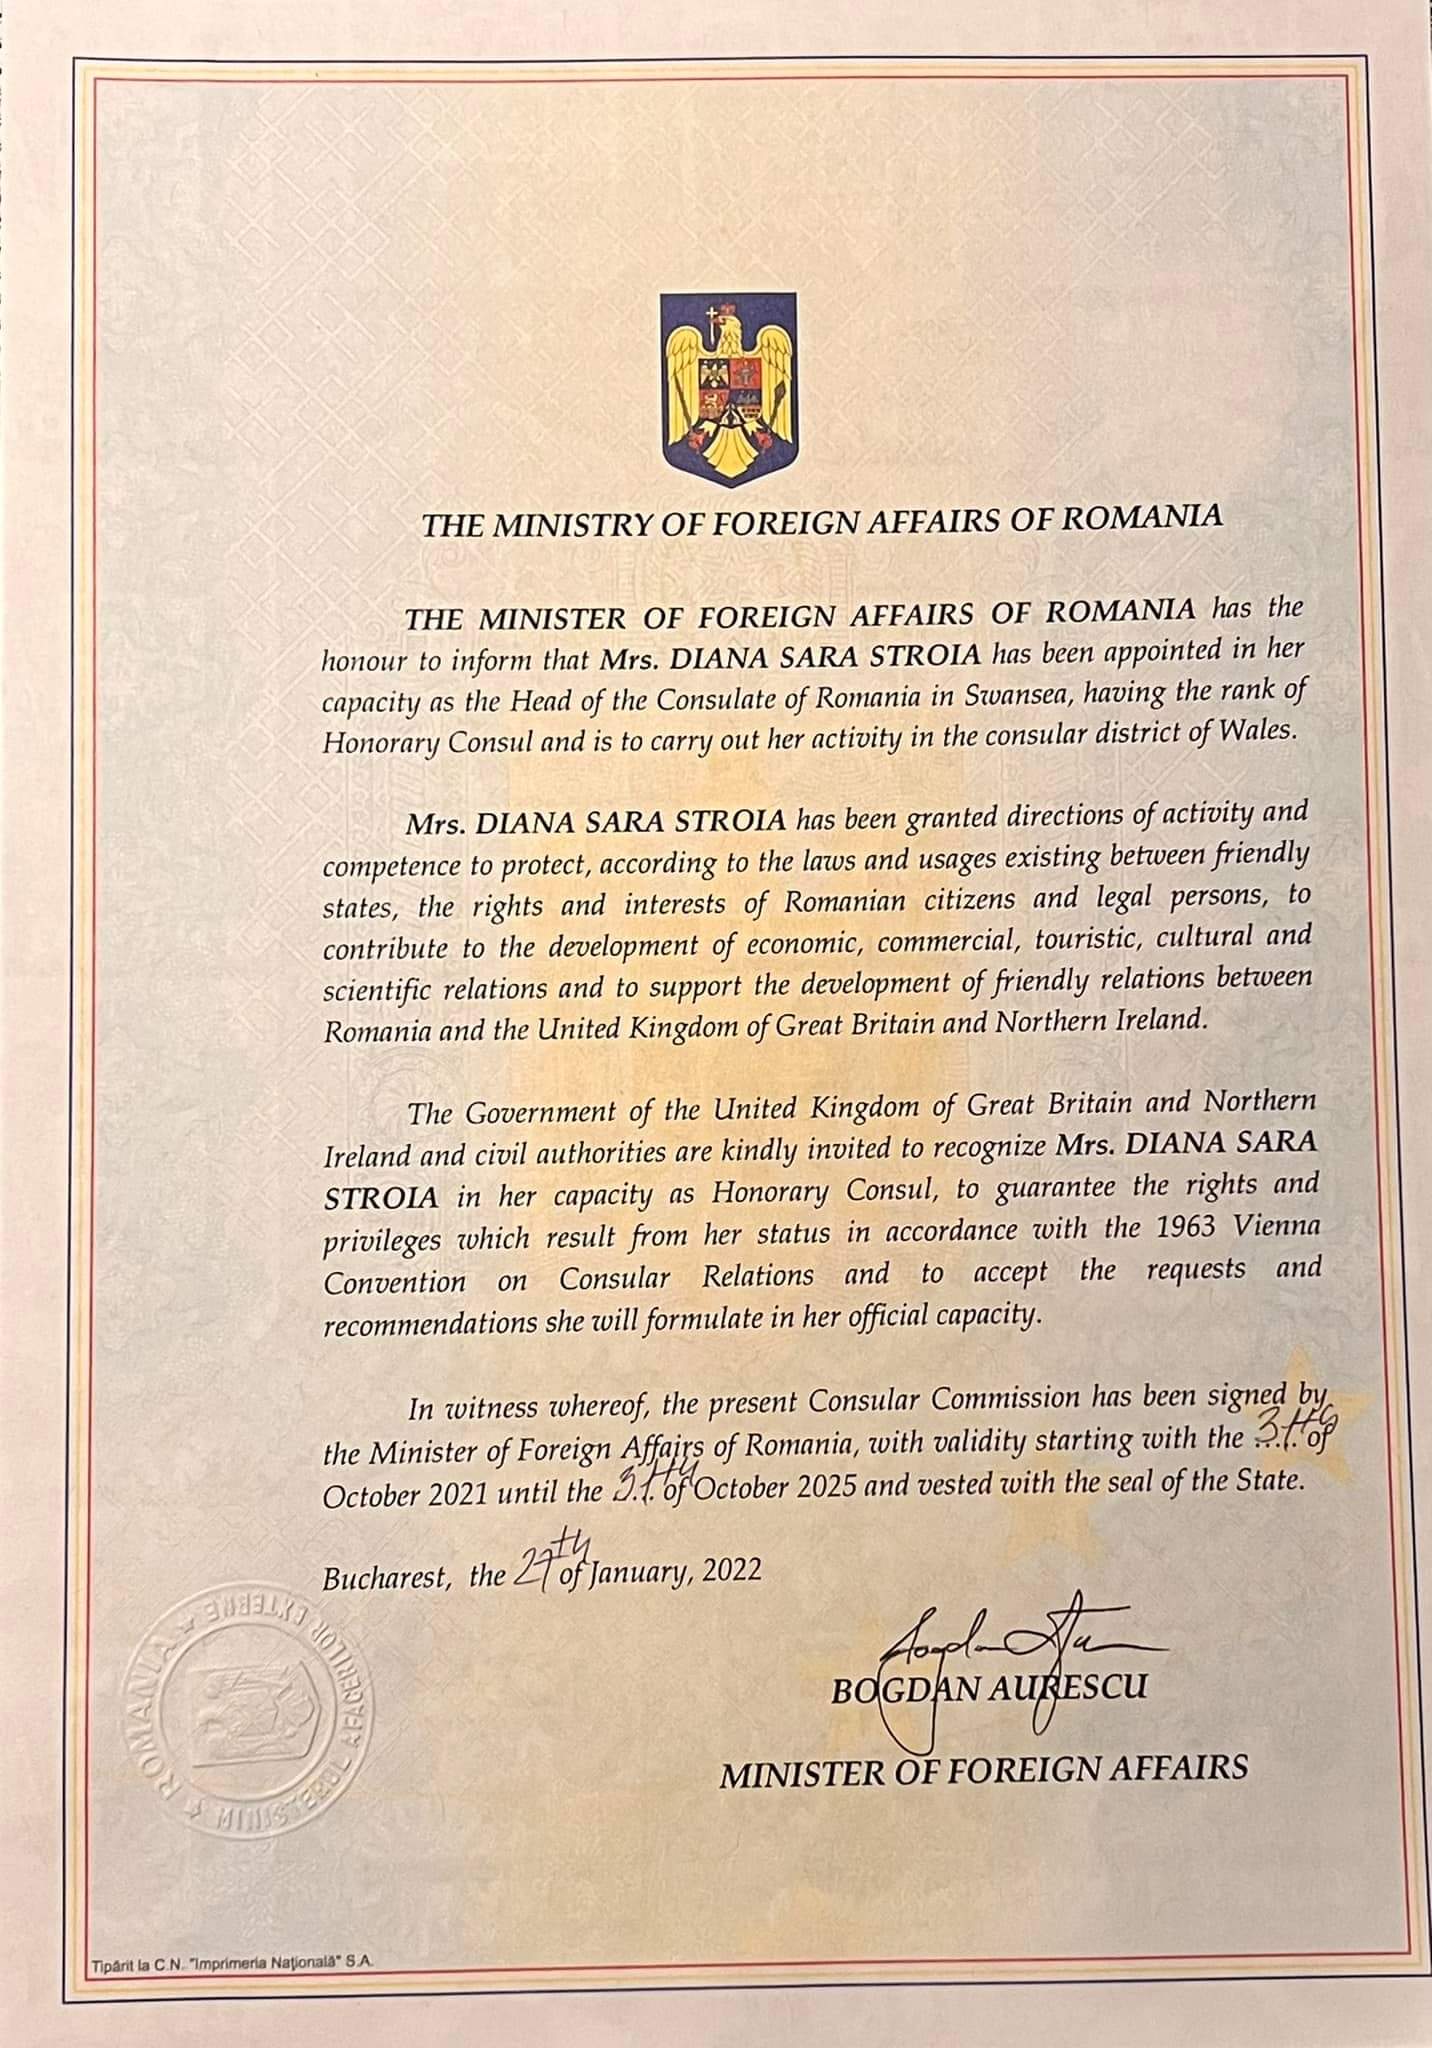 THE MINISTRY OF FOREIGN AFFAIRS OF ROMANIA
THE MINISTER OF FOREIGN AFFAIRS OF ROMANIA has the
honour to inform that Mrs. DIANA SARA STROIA has been appointed in her
capacity as the Head of the Consulate of Romania in Swansea, having the rank of
Honorary Consul and is to carry out her activity in the consular district of Wales.
Mrs. DIANA SARA STROIA has been granted directions of activity and
competence to protect, according to the laws and usages existing between friendly
states, the rights and interests of Romanian citizens and legal persons, to
contribute to the development of economic, commercial, touristic, cultural and
scientific relations and to support the development of friendly relations between
Romania and the United Kingdom of Great Britain and Northern Ireland.
The Government of the United Kingdom of Great Britain and Northern
Ireland and civil authorities are kindly invited to recognize Mrs. DIANA SARA
STROIA in her capacity as Honorary Consul, to guarantee the rights and
privileges which result from her status in accordance with the 1963 Vienna
Convention on Consular Relations and to accept the requests and
recommendations she will formulate in her official capacity.
In witness whereof, the present Consular Commission has been signed by
the Minister of Foreign Affairs of Romania, with validity starting with the of
October 2021 until the of October 2025 and vested with the seal of the State.
Bucharest, the 27th of January, 2022
BOGDAN AURESCU
MINISTER OF FOREIGN AFFAIRS
ROMANIA * MINISTERUL AFACERILOR EXTERNE *
Tipărit la C.N. "Imprimeria Naţională" S.A.